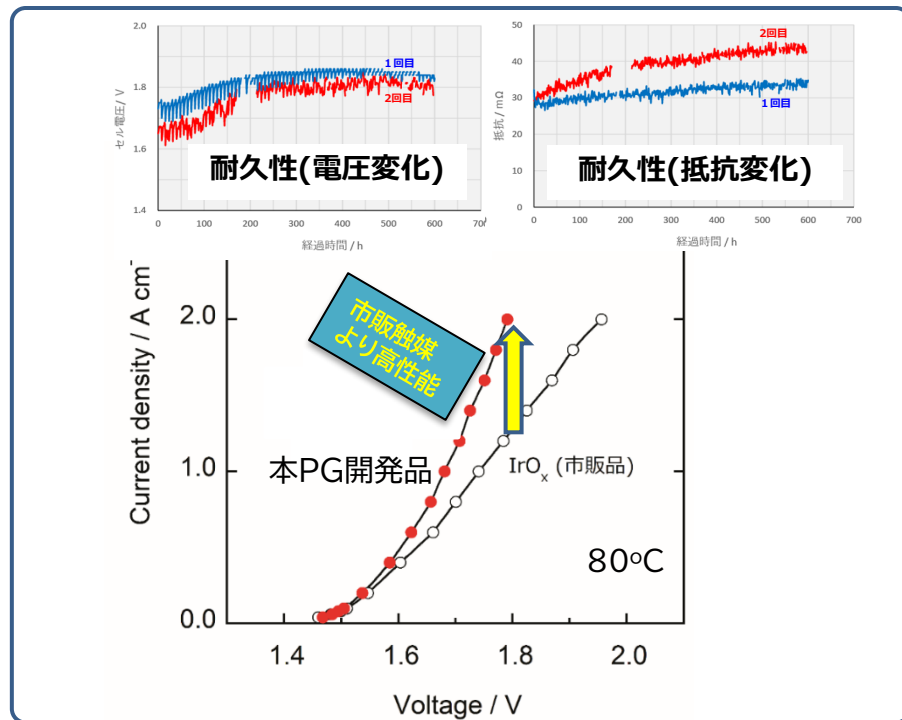 2.0
1.8
1.6
1.4
セル電圧 / V
1回目
2回目
耐久性(電圧変化)
0 100 200 300 400 500 600 700
経過時間 / h
50
40
30
20
10
0
抵抗 / mΩ
2回目
1回目
耐久性(抵抗変化)
0 100 200 300 400 500 600 700
経過時間 / h
Current density / A cm-
2.0
1.0
0.0
市販触媒
より高性能
本PG開発品
IrOx (市販品)
80oC
1.4 1.6 1.8 2.0
Voltage / V